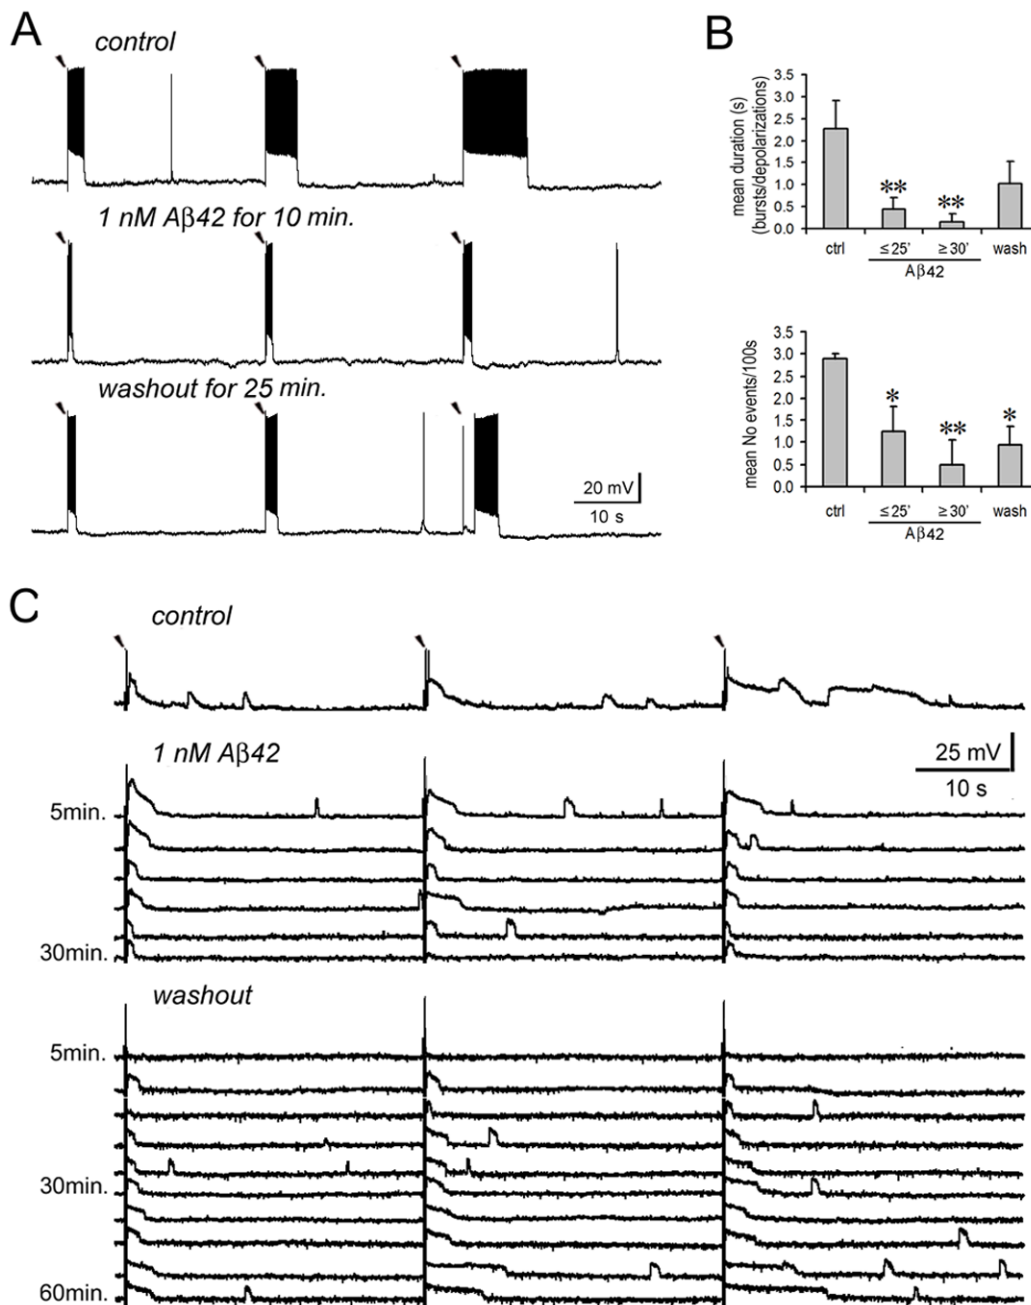 A
control
1 nM Aβ42 for 10 min.
washout for 25 min.
20 mV
10 s
B
mean duration (s)
(bursts/depolarizations)
3.5
3.0
2.5
2.0
1.5
1.0
0.5
0.0
** **
ctrl ≤ 25' ≥ 30' wash
Aβ42
mean No events/100s
3.5
3.0
2.5
2.0
1.5
1.0
0.5
0.0
* ** *
ctrl ≤ 25' ≥ 30' wash
Aβ42
C
control
1 nM Aβ42
25 mV
10 s
5min.
30min.
washout
5min.
30min.
60min.